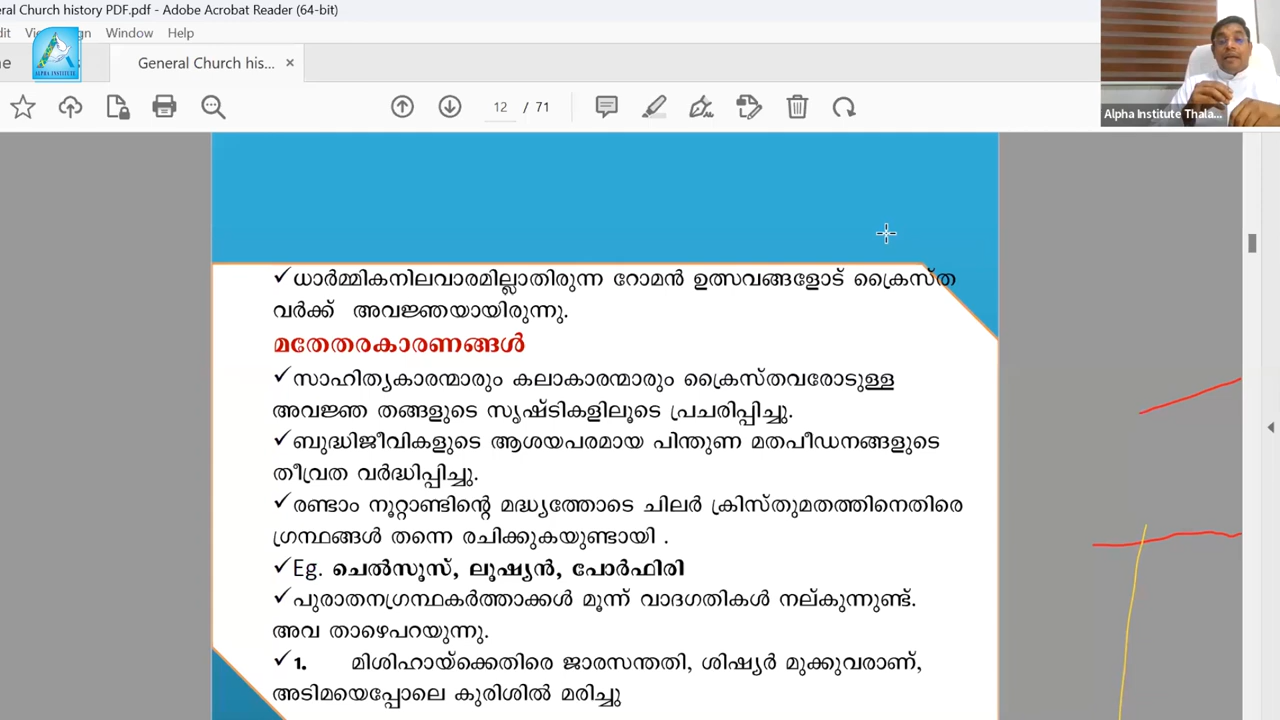 eral Church history PDF.pdf - Adobe Acrobat Reader (64-bit)
Window Help
ALPHA INSTITUTE
General Church his... ×
12 / 71
Alpha Institute Thala...
✓ധാർമ്മികനിലവാരമില്ലാതിരുന്ന റോമൻ ഉത്സവങ്ങളോട് ക്രൈസ്ത
വർക്ക് അവജ്ഞയായിരുന്നു.
മതേതരകാരണങ്ങൾ
✓സാഹിത്യകാരന്മാരും കലാകാരന്മാരും ക്രൈസ്തവരോടുള്ള
അവജ്ഞ തങ്ങളുടെ സൃഷ്ടികളിലൂടെ പ്രചരിപ്പിച്ചു.
✓ബുദ്ധിജീവികളുടെ ആശയപരമായ പിന്തുണ മതപീഡനങ്ങളുടെ
തീവ്രത വർദ്ധിപ്പിച്ചു.
✓രണ്ടാം നൂറ്റാണ്ടിന്റെ മദ്ധ്യത്തോടെ ചിലർ ക്രിസ്തുമതത്തിനെതിരെ
ഗ്രന്ഥങ്ങൾ തന്നെ രചിക്കുകയുണ്ടായി .
✓Eg. ചെൽസൂസ്, ലൂഷ്യൻ, പോർഫിരി
✓പുരാതനഗ്രന്ഥകർത്താക്കൾ മൂന്ന് വാദഗതികൾ നല്കുന്നുണ്ട്.
അവ താഴെപറയുന്നു.
✓1. മിശിഹായ്ക്കെതിരെ ജാരസന്തതി, ശിഷ്യർ മുക്കുവരാണ്,
അടിമയെപ്പോലെ കുരിശിൽ മരിച്ചു